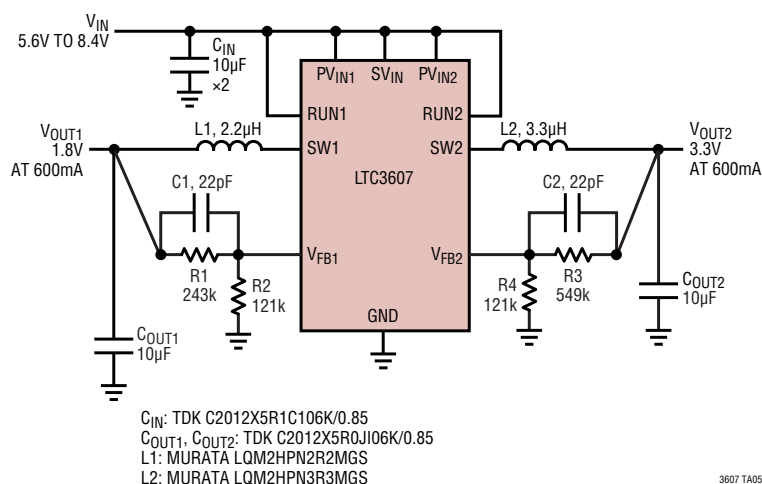 VIN
5.6V TO 8.4V
CIN
10µF
×2
PVIN1 SVIN PVIN2
RUN1 RUN2
VOUT1
1.8V
AT 600mA
L1, 2.2µH
SW1 SW2
L2, 3.3µH
VOUT2
3.3V
AT 600mA
LTC3607
C1, 22pF
C2, 22pF
VFB1 VFB2
R1
243k
R2
121k
R4
121k
R3
549k
COUT1
10µF
COUT2
10µF
GND
CIN: TDK C2012X5R1C106K/0.85
COUT1, COUT2: TDK C2012X5R0JI06K/0.85
L1: MURATA LQM2HPN2R2MGS
L2: MURATA LQM2HPN3R3MGS
3607 TA05